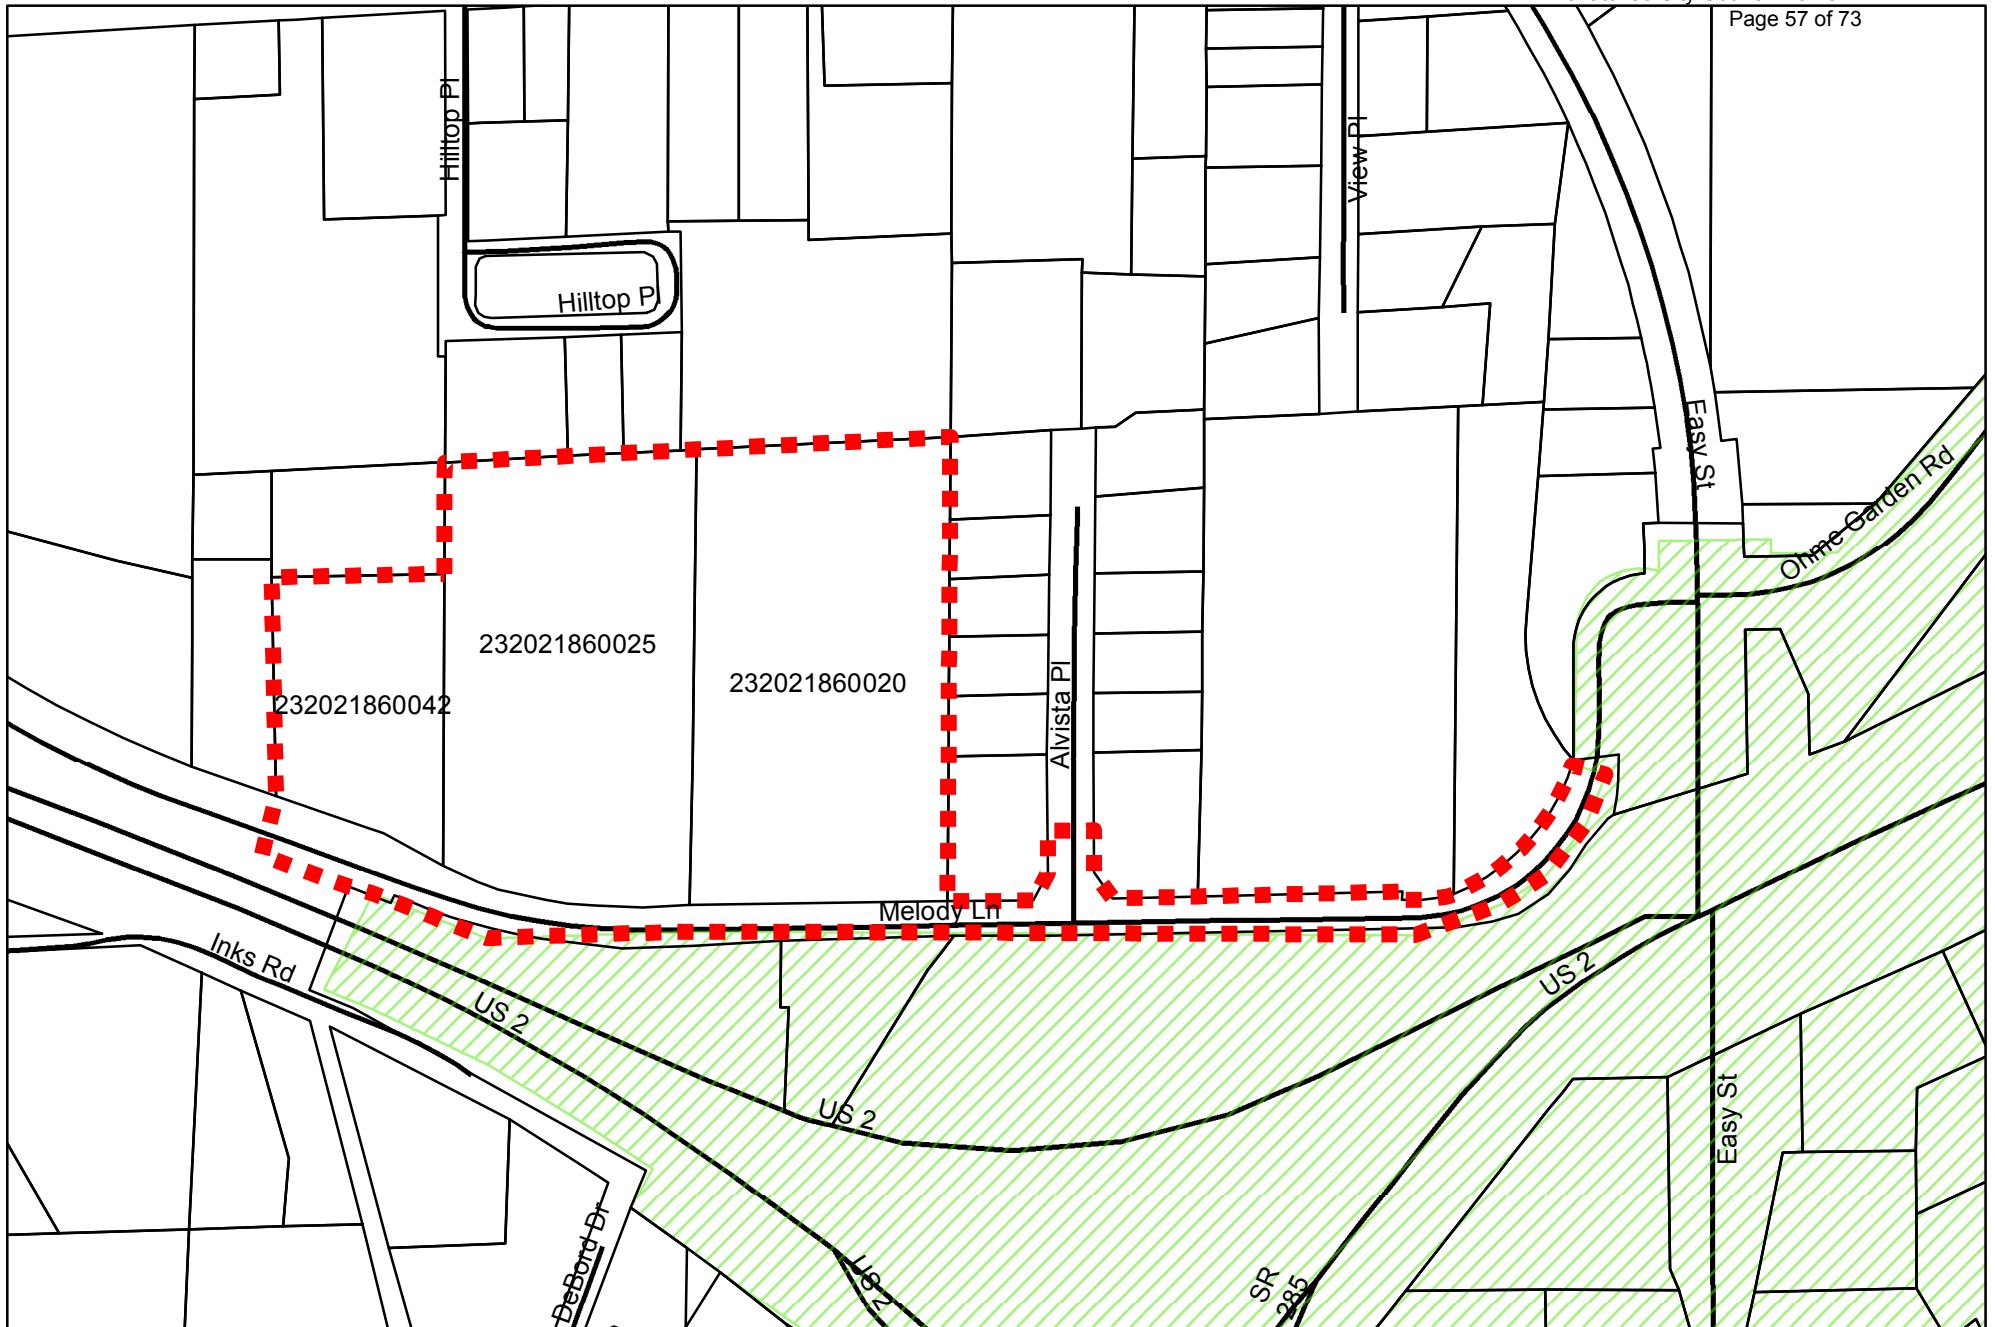 Page 57 of 73
Hilltop Pl
View Pl
Hilltop Pl
Easy St
Ohme Garden Rd
232021860025
232021860020
232021860042
Alvista Pl
Melody Ln
Inks Rd
US 2
US 2
US 2
Easy St
DeBord Dr
US 2
SR
285